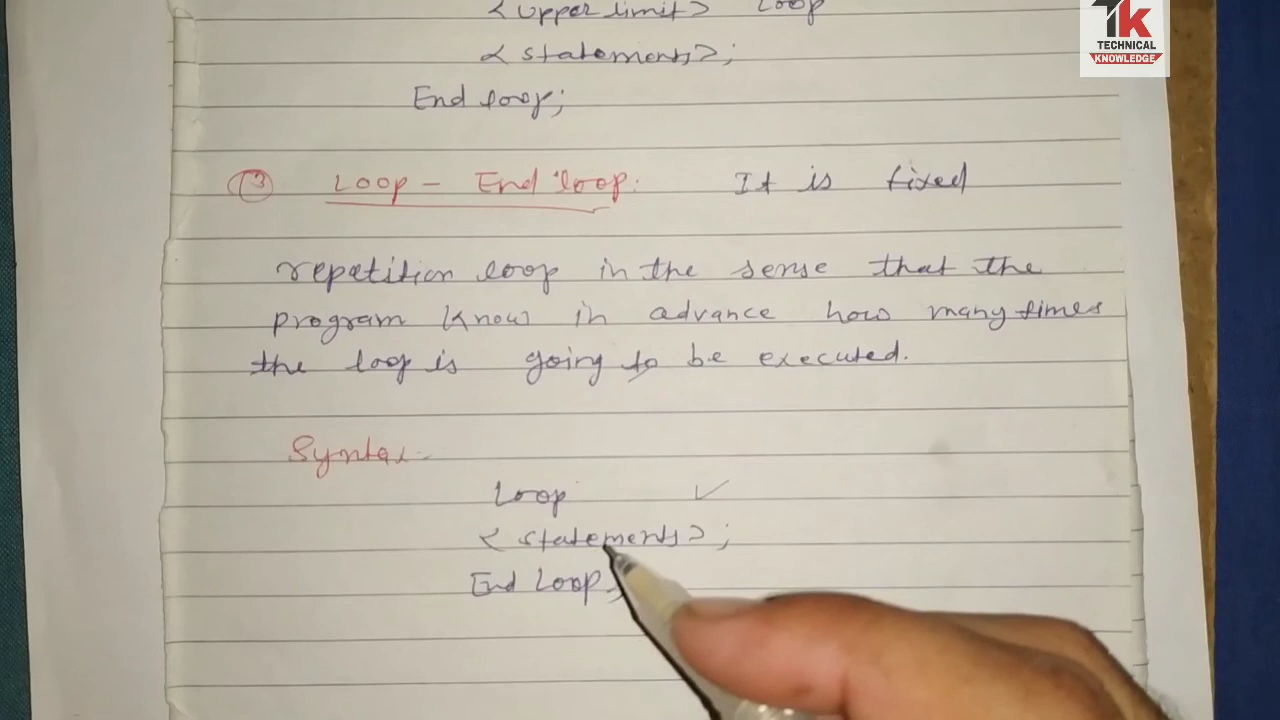 <upper limit> Loop
<statements>;
End loop;
TK
TECHNICAL
KNOWLEDGE
③ Loop - End loop: It is fixed
repetition loop in the sense that the
program know in advance how many times
the loop is going to be executed.
Syntax:-
Loop ✓
<statements>;
End Loop;